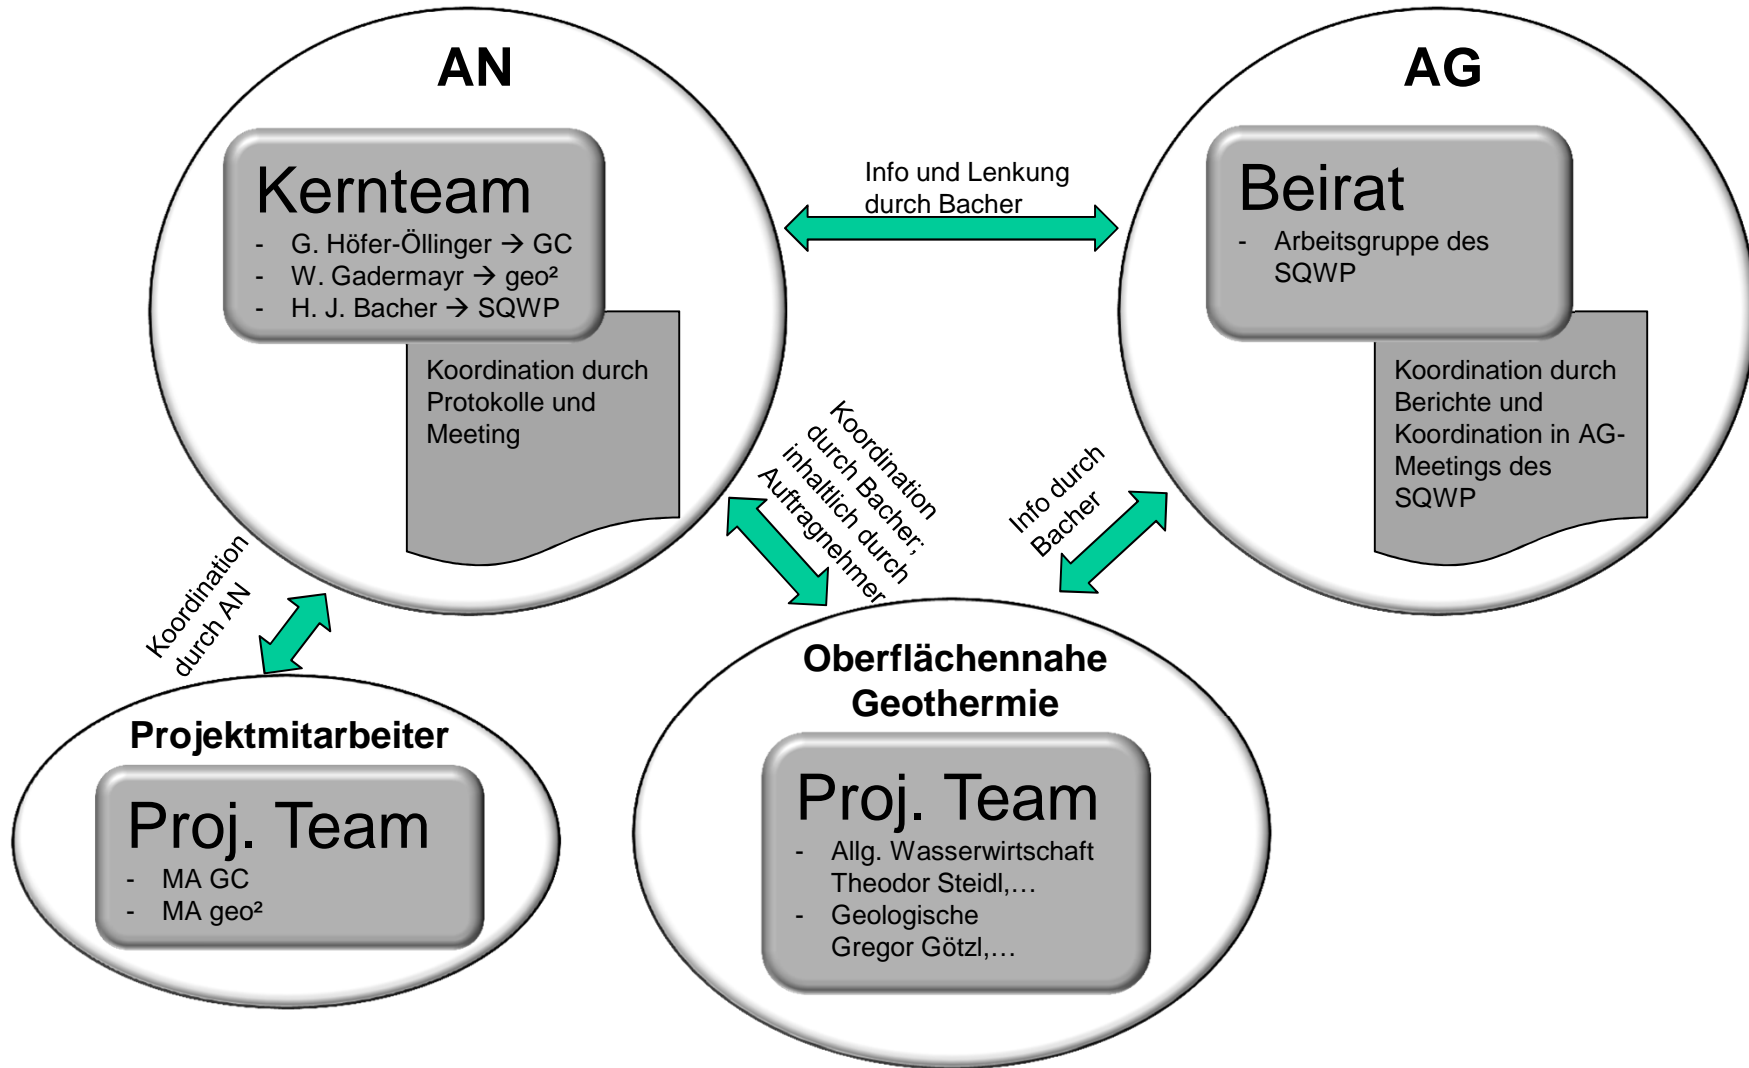 AN
Kernteam
- G. Höfer-Öllinger → GC
- W. Gadermayr → geo²
- H. J. Bacher → SQWP
Koordination durch
Protokolle und
Meeting
Info und Lenkung
durch Bacher
AG
Beirat
- Arbeitsgruppe des
SQWP
Koordination durch
Berichte und
Koordination in AG-
Meetings des
SQWP
Koordination
durch Bacher;
inhaltlich durch
Auftragnehmer
Info durch
Bacher
Koordination
durch AN
Projektmitarbeiter
Proj. Team
- MA GC
- MA geo²
Oberflächennahe
Geothermie
Proj. Team
- Allg. Wasserwirtschaft
Theodor Steidl,…
- Geologische
Gregor Götzl,…